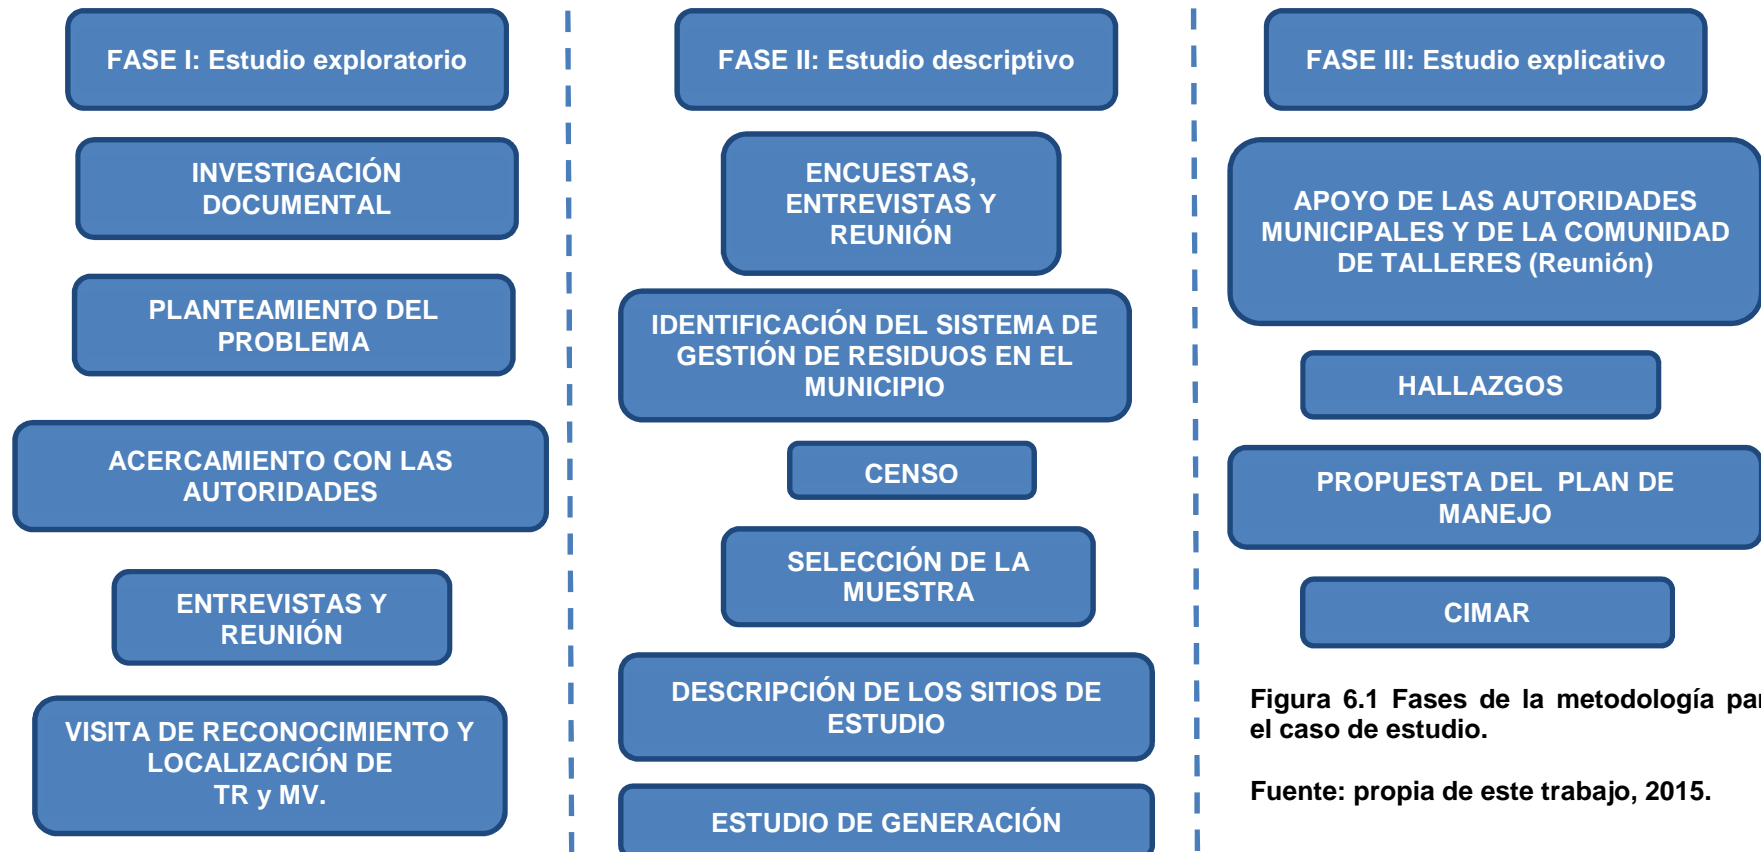 FASE I: Estudio exploratorio
INVESTIGACIÓN
DOCUMENTAL
PLANTEAMIENTO DEL
PROBLEMA
ACERCAMIENTO CON LAS
AUTORIDADES
ENTREVISTAS Y
REUNIÓN
VISITA DE RECONOCIMIENTO Y
LOCALIZACIÓN DE
TR y MV.
FASE II: Estudio descriptivo
ENCUESTAS,
ENTREVISTAS Y
REUNIÓN
IDENTIFICACIÓN DEL SISTEMA DE
GESTIÓN DE RESIDUOS EN EL
MUNICIPIO
CENSO
SELECCIÓN DE LA
MUESTRA
DESCRIPCIÓN DE LOS SITIOS DE
ESTUDIO
ESTUDIO DE GENERACIÓN
FASE III: Estudio explicativo
APOYO DE LAS AUTORIDADES
MUNICIPALES Y DE LA COMUNIDAD
DE TALLERES (Reunión)
HALLAZGOS
PROPUESTA DEL PLAN DE
MANEJO
CIMAR
Figura 6.1 Fases de la metodología
el caso de estudio.
Fuente: propia de este trabajo, 2015.